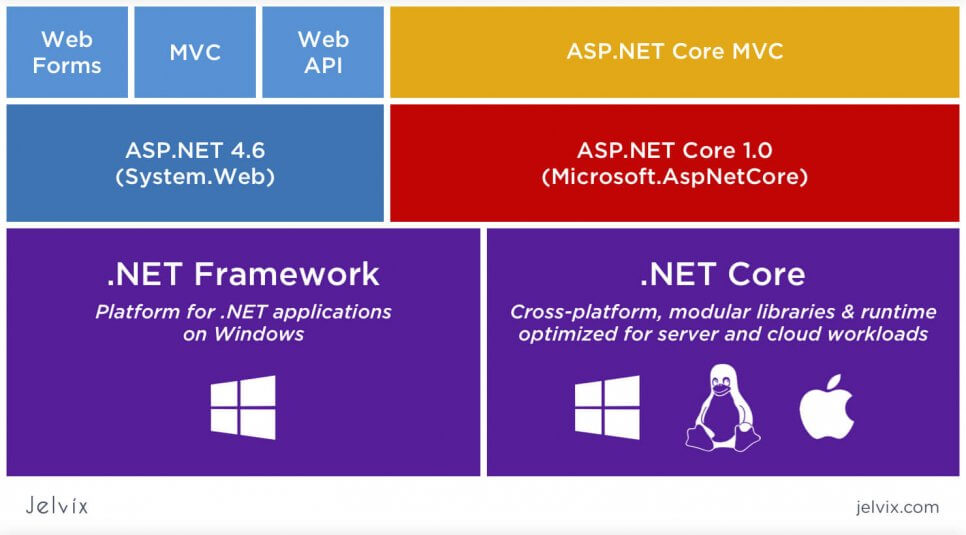 Web
Forms
MVC
Web
API
ASP.NET Core MVC
ASP.NET 4.6
(System.Web)
ASP.NET Core 1.0
(Microsoft.AspNetCore)
.NET Framework
Platform for .NET applications
on Windows
.NET Core
Cross-platform, modular libraries & runtime
optimized for server and cloud workloads
Jelvíx
jelvix.com